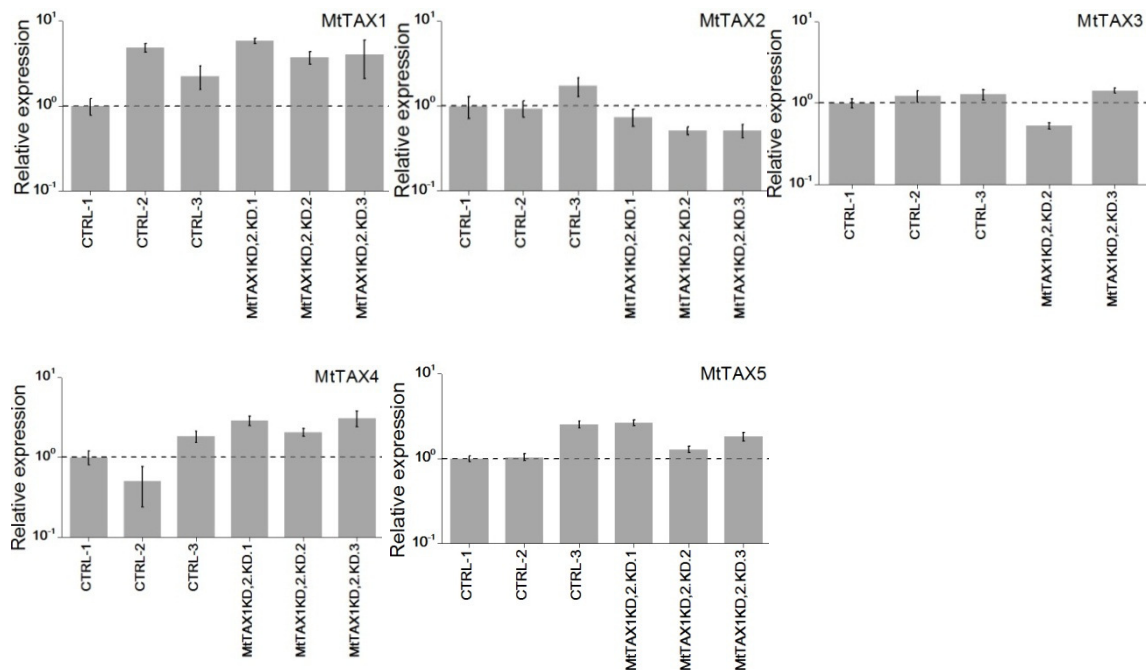 MtTAX1
Relative expression
10¹
10⁰
10⁻¹
CTRL-1
CTRL-2
CTRL-3
MtTAX1KD,2.KD.1
MtTAX1KD,2.KD.2
MtTAX1KD,2.KD.3
MtTAX2
Relative expression
10¹
10⁰
10⁻¹
CTRL-1
CTRL-2
CTRL-3
MtTAX1KD,2.KD.1
MtTAX1KD,2.KD.2
MtTAX1KD,2.KD.3
MtTAX3
Relative expression
10¹
10⁰
10⁻¹
CTRL-1
CTRL-2
CTRL-3
MtTAX1KD,2.KD.2
MtTAX1KD,2.KD.3
MtTAX4
Relative expression
10¹
10⁰
10⁻¹
CTRL-1
CTRL-2
CTRL-3
MtTAX1KD,2.KD.1
MtTAX1KD,2.KD.2
MtTAX1KD,2.KD.3
MtTAX5
Relative expression
10¹
10⁰
10⁻¹
CTRL-1
CTRL-2
CTRL-3
MtTAX1KD,2.KD.1
MtTAX1KD,2.KD.2
MtTAX1KD,2.KD.3